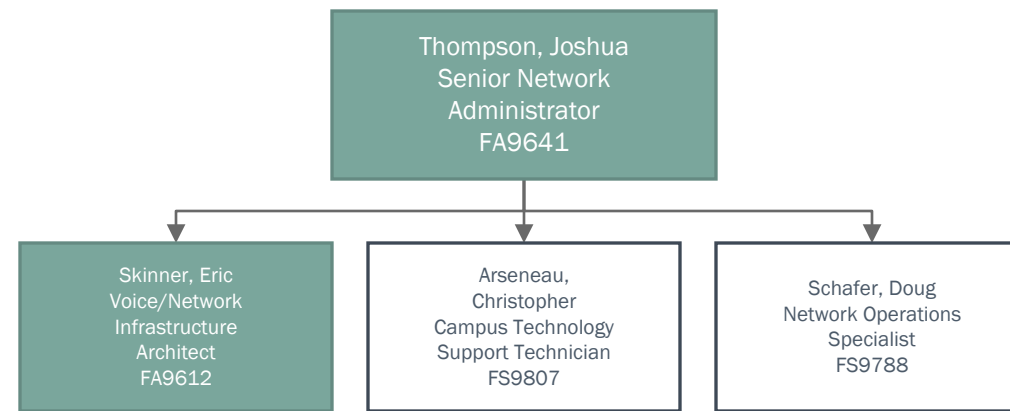 Thompson, Joshua
Senior Network
Administrator
FA9641
Skinner, Eric
Voice/Network
Infrastructure
Architect
FA9612
Arseneau,
Christopher
Campus Technology
Support Technician
FS9807
Schafer, Doug
Network Operations
Specialist
FS9788